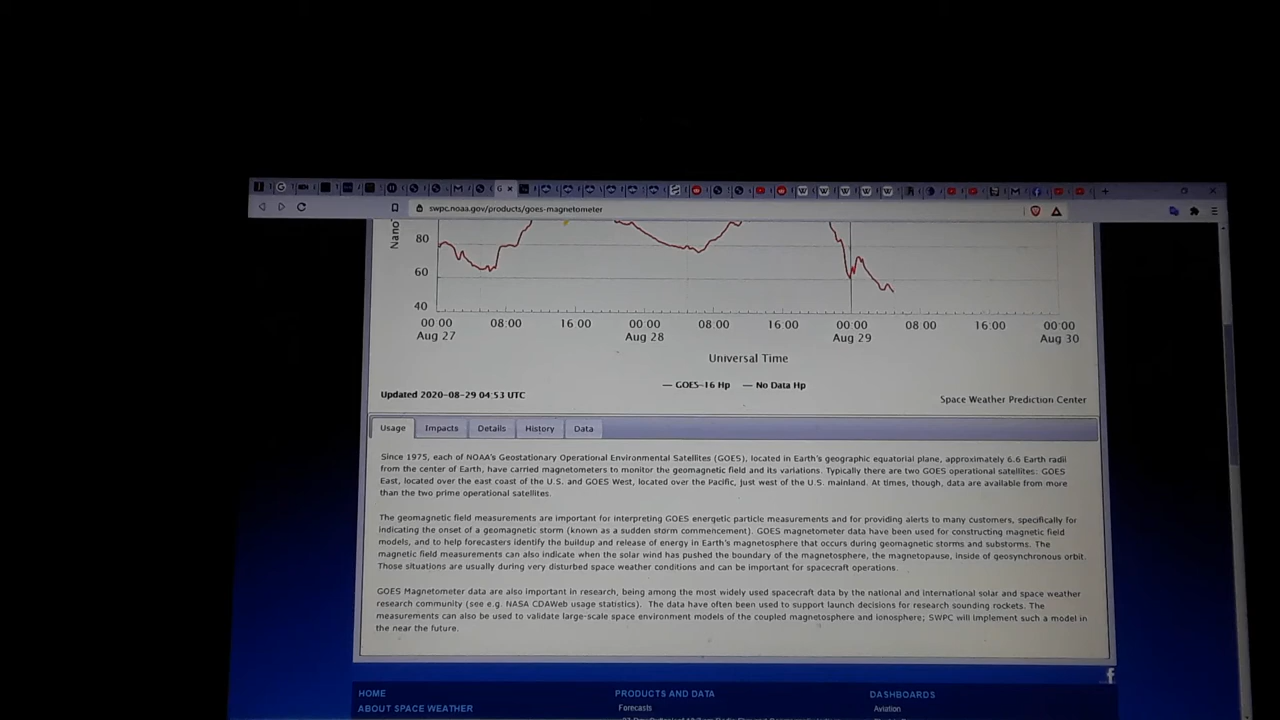 swpc.noaa.gov/products/goes-magnetometer
Nano
80
60
40
00 00 08:00 16 00 00:00 08:00 16 00 00:00 08 00 16:00 00:00
Aug 27 Aug 28 Aug 29 Aug 30
Universal Time
GOES-16 Hp No Data Hp
Updated 2020-08-29 04:53 UTC
Space Weather Prediction Center
Usage Impacts Details History Data
Since 1975, each of NOAA's Geostationary Operational Environmental Satellites (GOES), located in Earth's geographic equatorial plane, approximately 6.6 Earth radii
from the center of Earth, have carried magnetometers to monitor the geomagnetic field and its variations. Typically there are two GOES operational satellites: GOES
East, located over the east coast of the U.S. and GOES West, located over the Pacific, just west of the U.S. mainland. At times, though, data are available from more
than the two prime operational satellites.
The geomagnetic field measurements are important for interpreting GOES energetic particle measurements and for providing alerts to many customers, specifically for
indicating the onset of a geomagnetic storm (known as a sudden storm commencement). GOES magnetometer data have been used for constructing magnetic field
models, and to help forecasters identify the buildup and release of energy in Earth's magnetosphere that occurs during geomagnetic storms and substorms. The
magnetic field measurements can also indicate when the solar wind has pushed the boundary of the magnetosphere, the magnetopause, inside of geosynchronous orbit.
Those situations are usually during very disturbed space weather conditions and can be important for spacecraft operations.
GOES Magnetometer data are also important in research, being among the most widely used spacecraft data by the national and international solar and space weather
research community (see e.g. NASA CDAWeb usage statistics). The data have often been used to support launch decisions for research sounding rockets. The
measurements can also be used to validate large-scale space environment models of the coupled magnetosphere and ionosphere; SWPC will implement such a model in
the near the future.
HOME PRODUCTS AND DATA DASHBOARDS
ABOUT SPACE WEATHER Forecasts Aviation